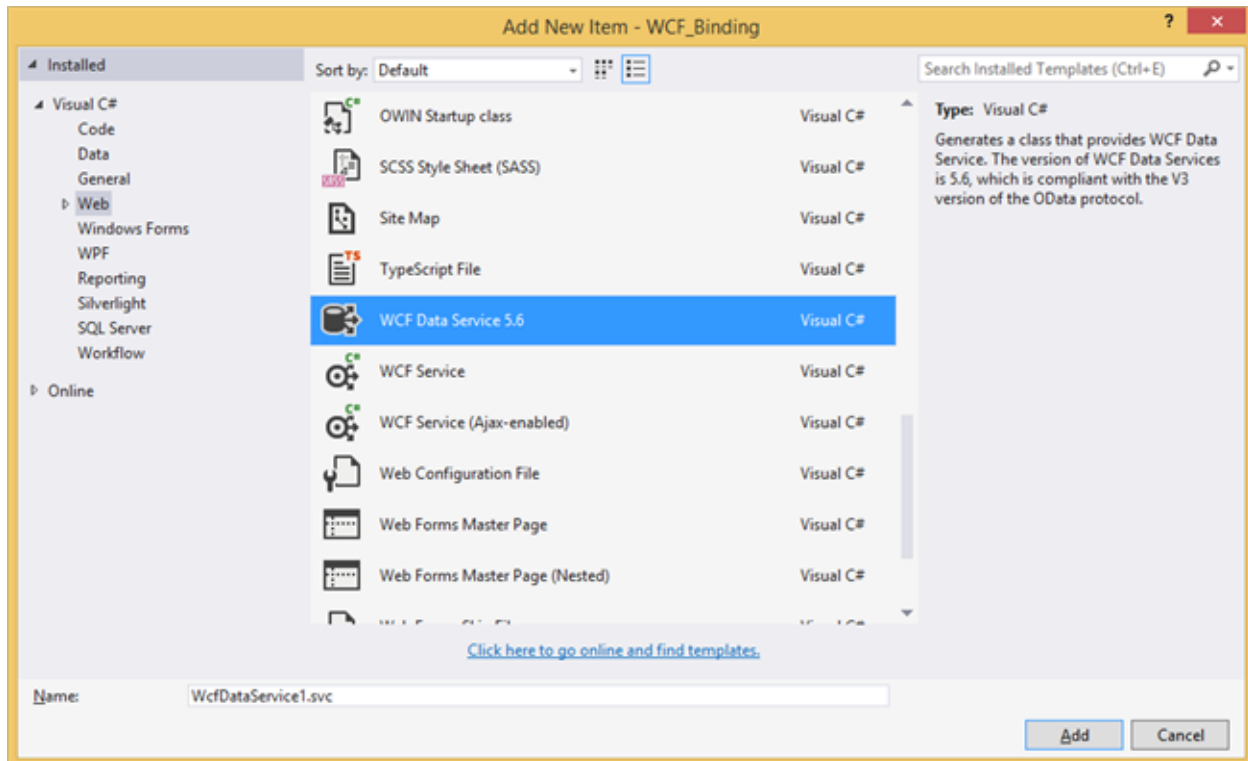 Add New Item - WCF_Binding
? ×
Installed
Sort by: Default
Search Installed Templates (Ctrl+E)
Visual C#
Code
Data
General
Web
Windows Forms
WPF
Reporting
Silverlight
SQL Server
Workflow
Online
OWIN Startup class Visual C#
SCSS Style Sheet (SASS) Visual C#
Site Map Visual C#
TypeScript File Visual C#
WCF Data Service 5.6 Visual C#
WCF Service Visual C#
WCF Service (Ajax-enabled) Visual C#
Web Configuration File Visual C#
Web Forms Master Page Visual C#
Web Forms Master Page (Nested) Visual C#
Type: Visual C#
Generates a class that provides WCF Data
Service. The version of WCF Data Services
is 5.6, which is compliant with the V3
version of the OData protocol.
Click here to go online and find templates.
Name: WcfDataService1.svc
Add Cancel